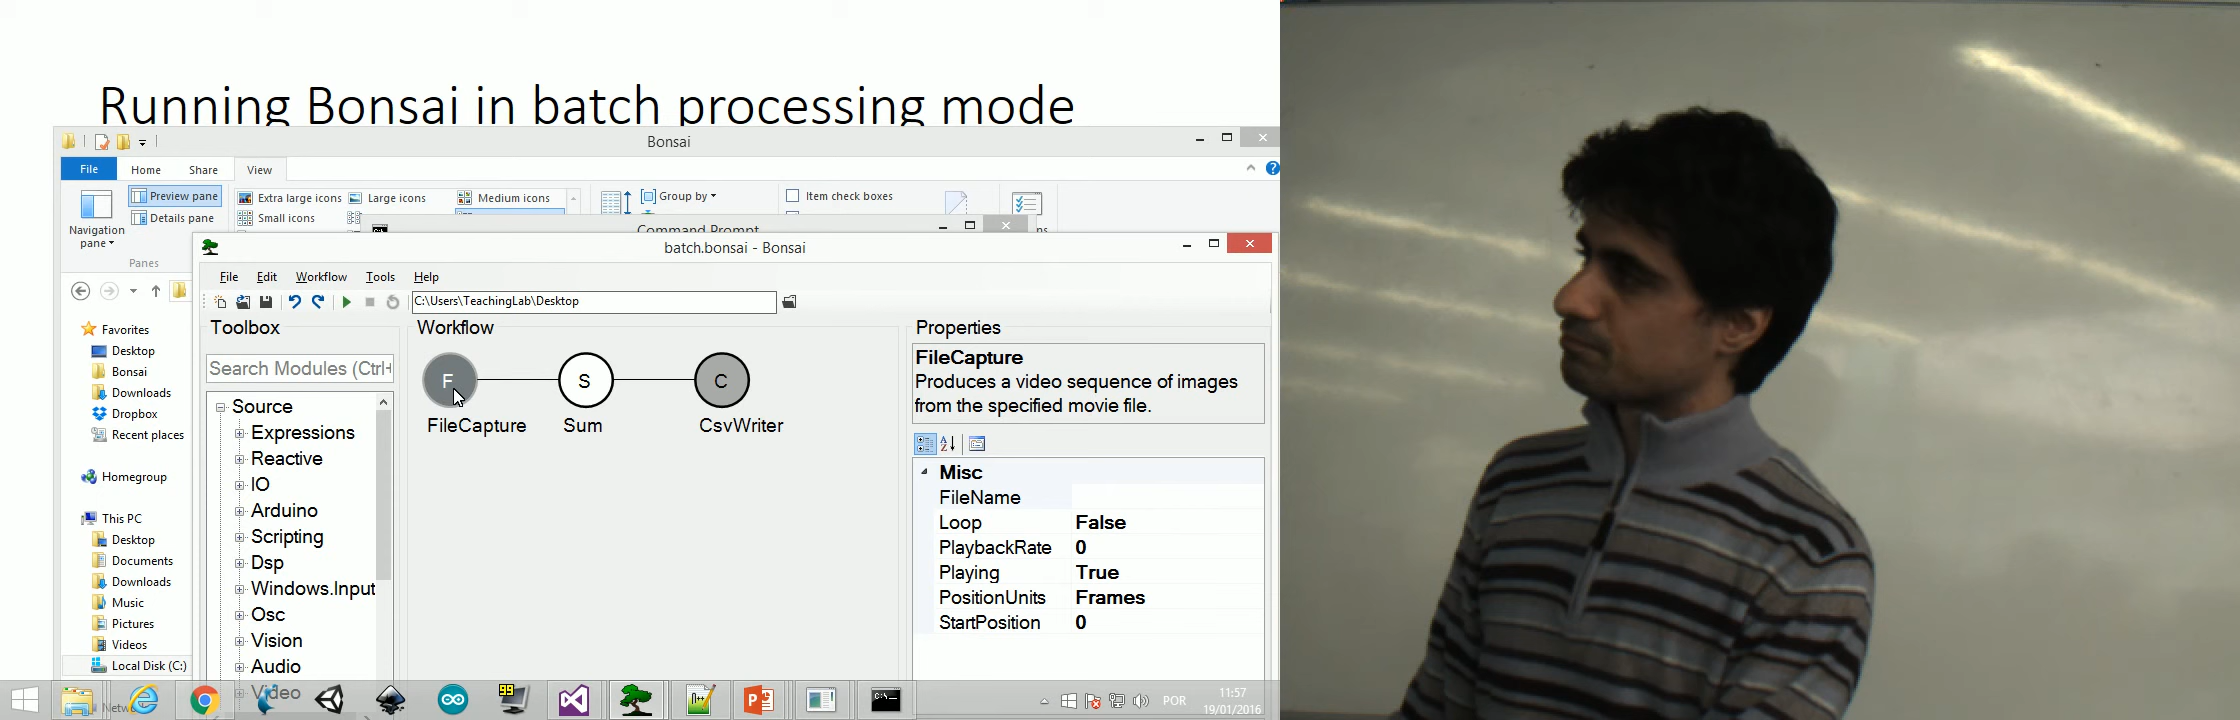 Running Bonsai in batch processing mode
Bonsai
File Home Share View
Preview pane
Details pane
Navigation
pane
Panes
Extra large icons Large icons Medium icons
Small icons
Group by
Item check boxes
Command Prompt
batch.bonsai - Bonsai
File Edit Workflow Tools Help
C:\Users\TeachingLab\Desktop
Favorites
Desktop
Bonsai
Downloads
Dropbox
Recent places
Homegroup
This PC
Desktop
Documents
Downloads
Music
Pictures
Videos
Local Disk (C:)
Toolbox
Search Modules (Ctrl+
Source
Expressions
Reactive
IO
Arduino
Scripting
Dsp
Windows.Input
Osc
Vision
Audio
Video
Workflow
F S C
FileCapture Sum CsvWriter
Properties
FileCapture
Produces a video sequence of images
from the specified movie file.
Misc
FileName
Loop False
PlaybackRate 0
Playing True
PositionUnits Frames
StartPosition 0
99
POR
11:57
19/01/2016